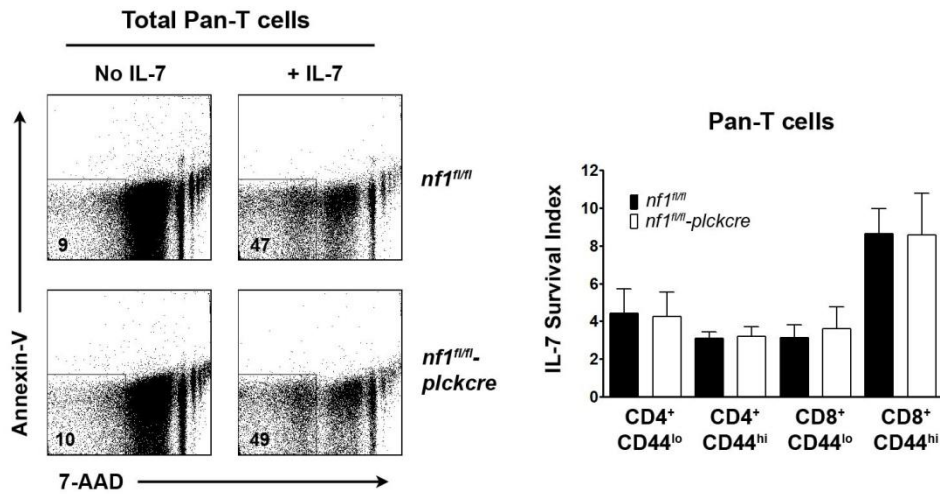 Total Pan-T cells
No IL-7
+ IL-7
nf1fl/fl
9
47
nf1fl/fl-
plckcre
10
49
Annexin-V
7-AAD
Pan-T cells
nf1fl/fl
nf1fl/fl-plckcre
IL-7 Survival Index
12
10
8
6
4
2
0
CD4+
CD44lo
CD4+
CD44hi
CD8+
CD44lo
CD8+
CD44hi